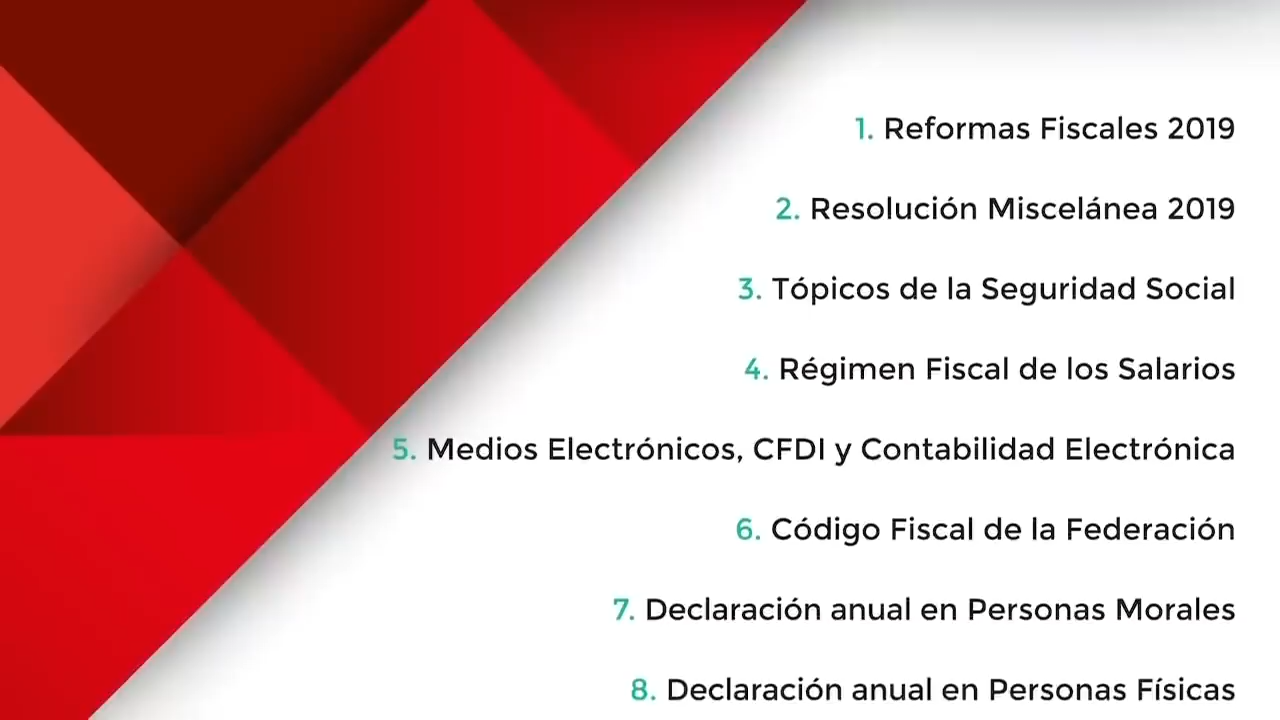 1. Reformas Fiscales 2019
2. Resolución Miscelánea 2019
3. Tópicos de la Seguridad Social
4. Régimen Fiscal de los Salarios
5. Medios Electrónicos, CFDI y Contabilidad Electrónica
6. Código Fiscal de la Federación
7. Declaración anual en Personas Morales
8. Declaración anual en Personas Físicas